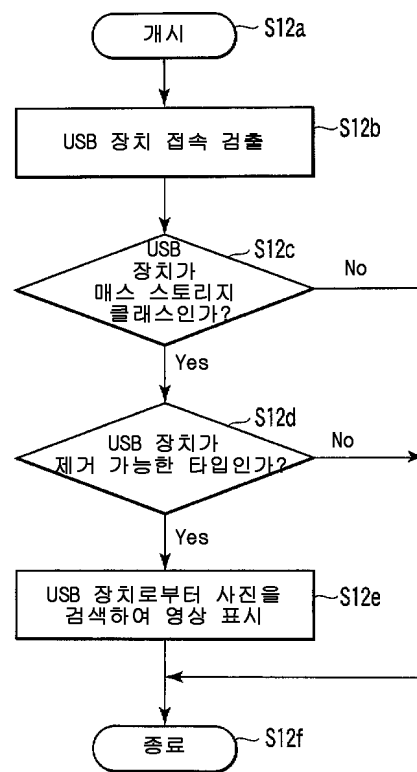 개시
S12a
USB 장치 접속 검출
S12b
USB
장치가
매스 스토리지
클래스인가?
S12c
No
Yes
USB 장치가
제거 가능한 타입인가?
S12d
No
Yes
USB 장치로부터 사진을
검색하여 영상 표시
S12e
종료
S12f